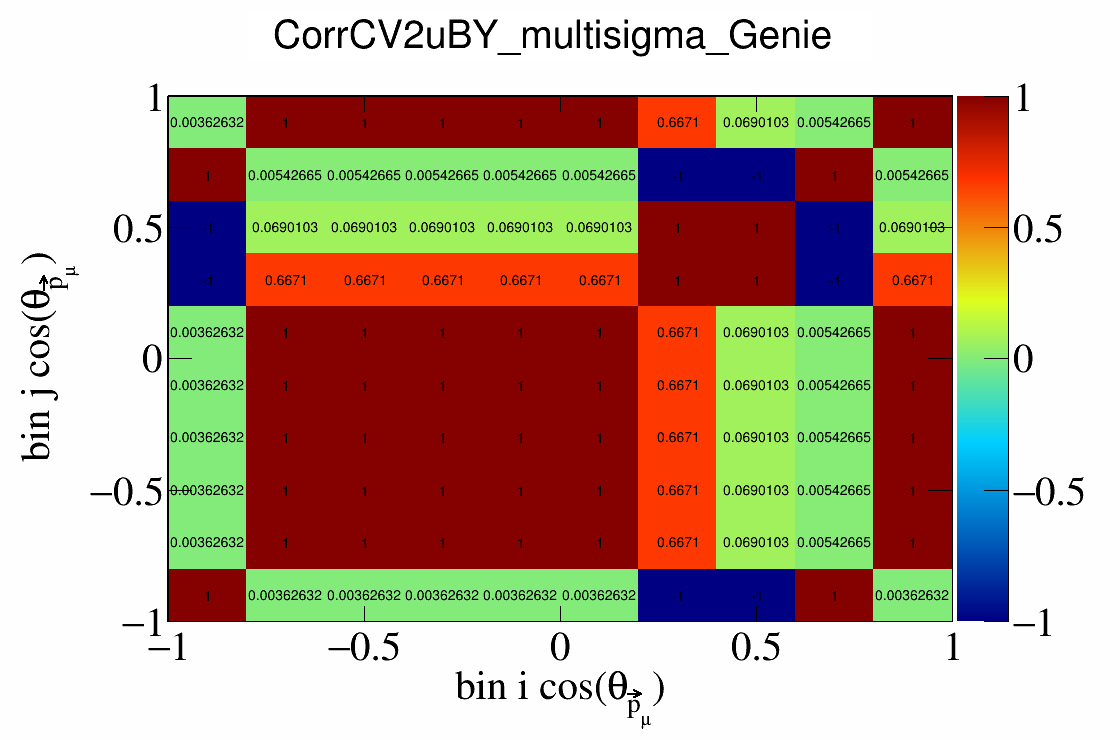 CorrCV2uBY_multisigma_Genie
1 0.00362632 1 1 1 1 1 0.6671 0.0690103 0.00542665 1 1
1 0.00542665 0.00542665 0.00542665 0.00542665 0.00542665 -1 -1 1 0.00542665
0.5 -1 0.0690103 0.0690103 0.0690103 0.0690103 0.0690103 1 1 -1 0.0690103 0.5
-1 0.6671 0.6671 0.6671 0.6671 0.6671 1 1 -1 0.6671
0.00362632 1 1 1 1 1 0.6671 0.0690103 0.00542665 1
0 0
0.00362632 1 1 1 1 1 0.6671 0.0690103 0.00542665 1
0.00362632 1 1 1 1 1 0.6671 0.0690103 0.00542665 1
−0.5 0.00362632 1 1 1 1 1 0.6671 0.0690103 0.00542665 1 −0.5
0.00362632 1 1 1 1 1 0.6671 0.0690103 0.00542665 1
1 0.00362632 0.00362632 0.00362632 0.00362632 0.00362632 -1 -1 1 0.00362632
−1 −1
−1 −0.5 0 0.5 1
bin i cos(θp⃗μ)
bin j cos(θp⃗μ)